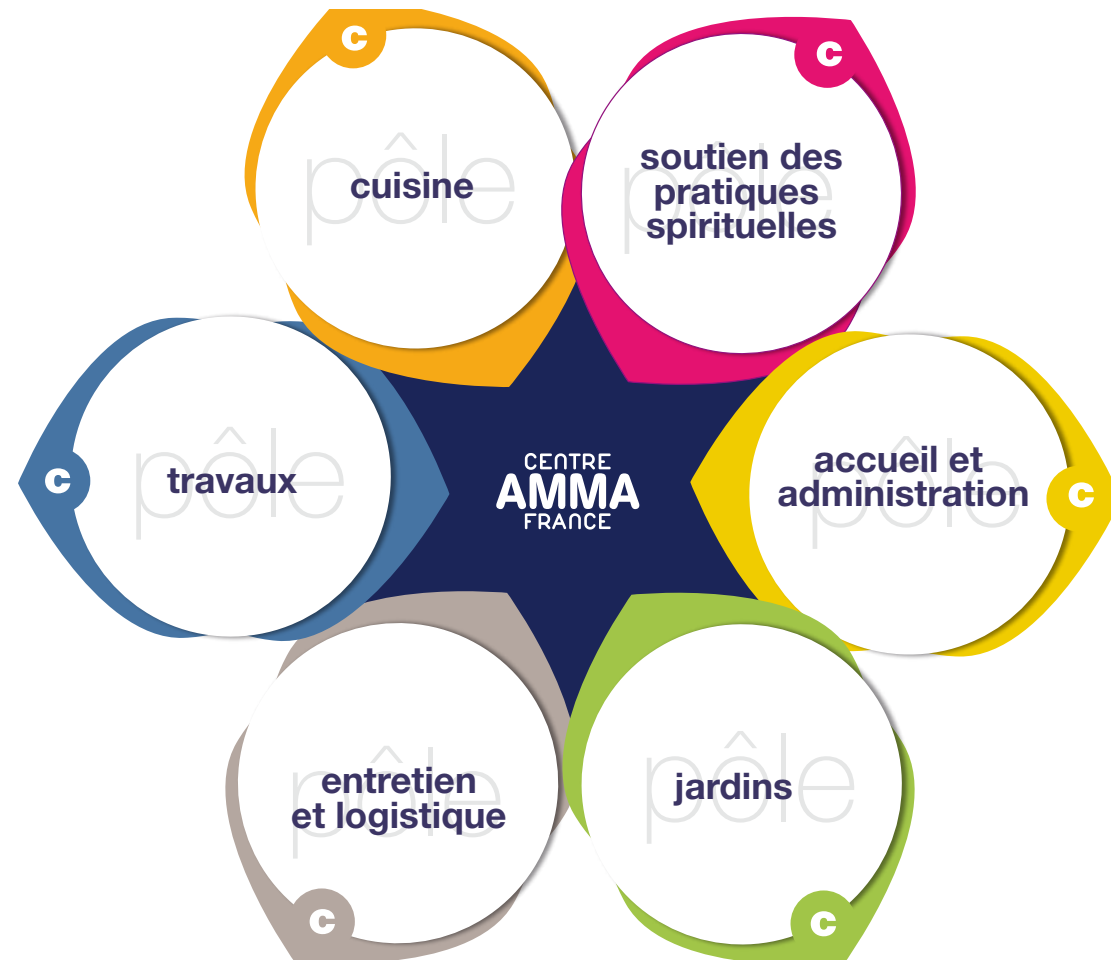 c
pôle
cuisine
c
pôle
soutien des
pratiques
spirituelles
c
pôle
travaux
CENTRE
AMMA
FRANCE
c
pôle
accueil et
administration
c
pôle
entretien
et logistique
c
pôle
jardins